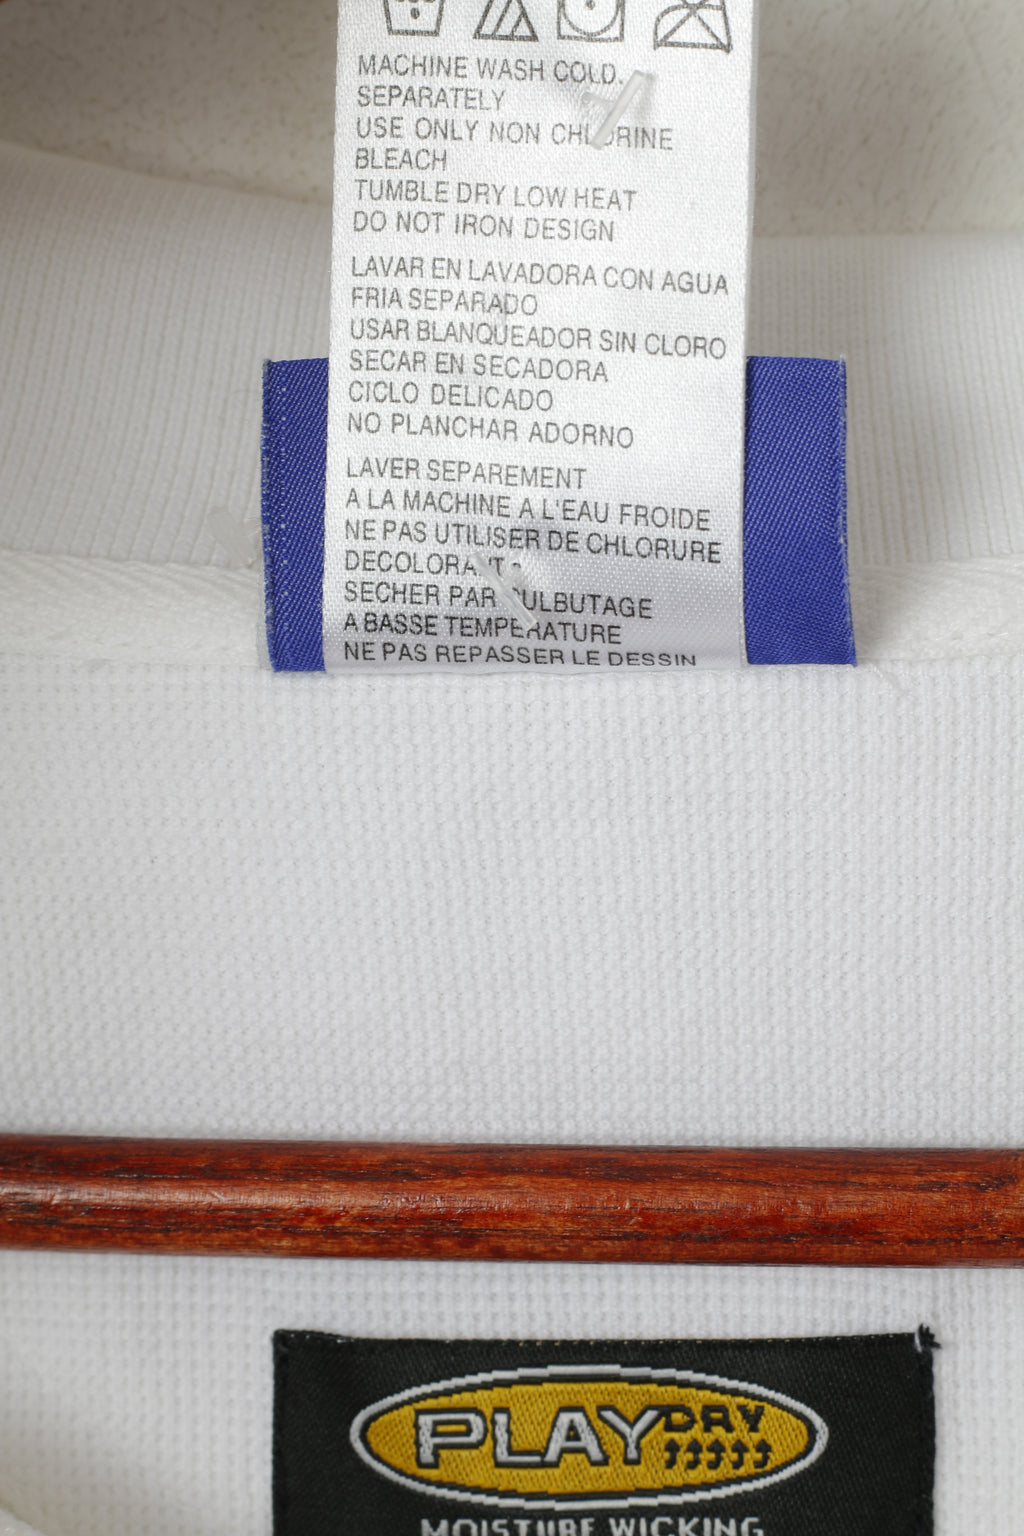 MACHINE WASH COLD.
SEPARATELY
USE ONLY NON CHLORINE
BLEACH
TUMBLE DRY LOW HEAT
DO NOT IRON DESIGN
LAVAR EN LAVADORA CON AGUA
FRIA SEPARADO
USAR BLANQUEADOR SIN CLORO
SECAR EN SECADORA
CICLO DELICADO
NO PLANCHAR ADORNO
LAVER SEPAREMENT
A LA MACHINE A L'EAU FROIDE
NE PAS UTILISER DE CHLORURE
DECOLORANT
SECHER PAR CULBUTAGE
A BASSE TEMPERATURE
NE PAS REPASSER LE DESSIN
PLAY DRY
MOISTURE WICKING